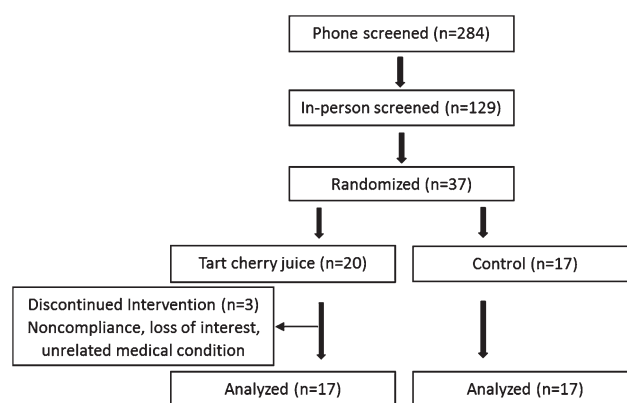 Phone screened (n=284)
In-person screened (n=129)
Randomized (n=37)
Tart cherry juice (n=20)
Control (n=17)
Discontinued Intervention (n=3)
Noncompliance, loss of interest,
unrelated medical condition
Analyzed (n=17)
Analyzed (n=17)